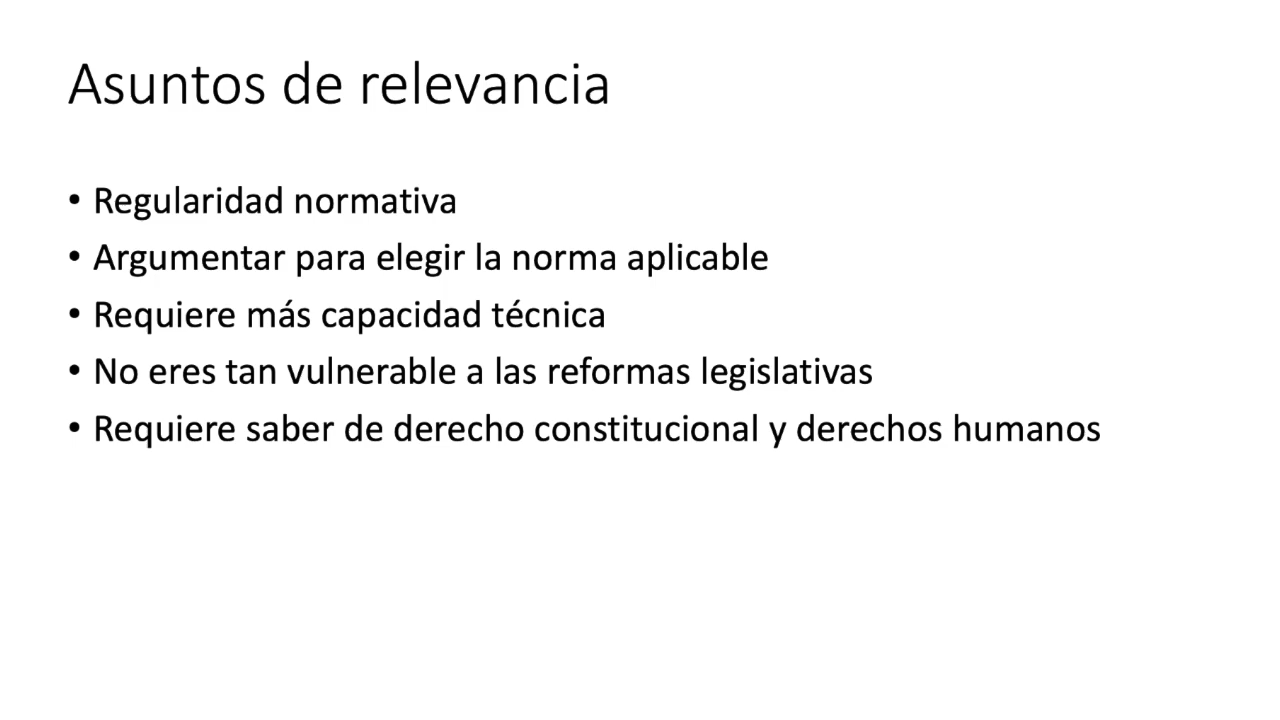 Asuntos de relevancia
• Regularidad normativa
• Argumentar para elegir la norma aplicable
• Requiere más capacidad técnica
• No eres tan vulnerable a las reformas legislativas
• Requiere saber de derecho constitucional y derechos humanos